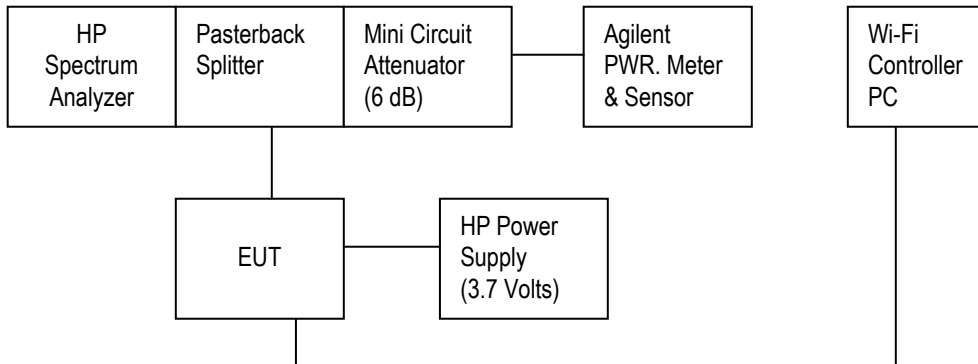 HP
Spectrum
Analyzer
Pasterback
Splitter
Mini Circuit
Attenuator
(6 dB)
Agilent
PWR. Meter
& Sensor
Wi-Fi
Controller
PC
EUT
HP Power
Supply
(3.7 Volts)